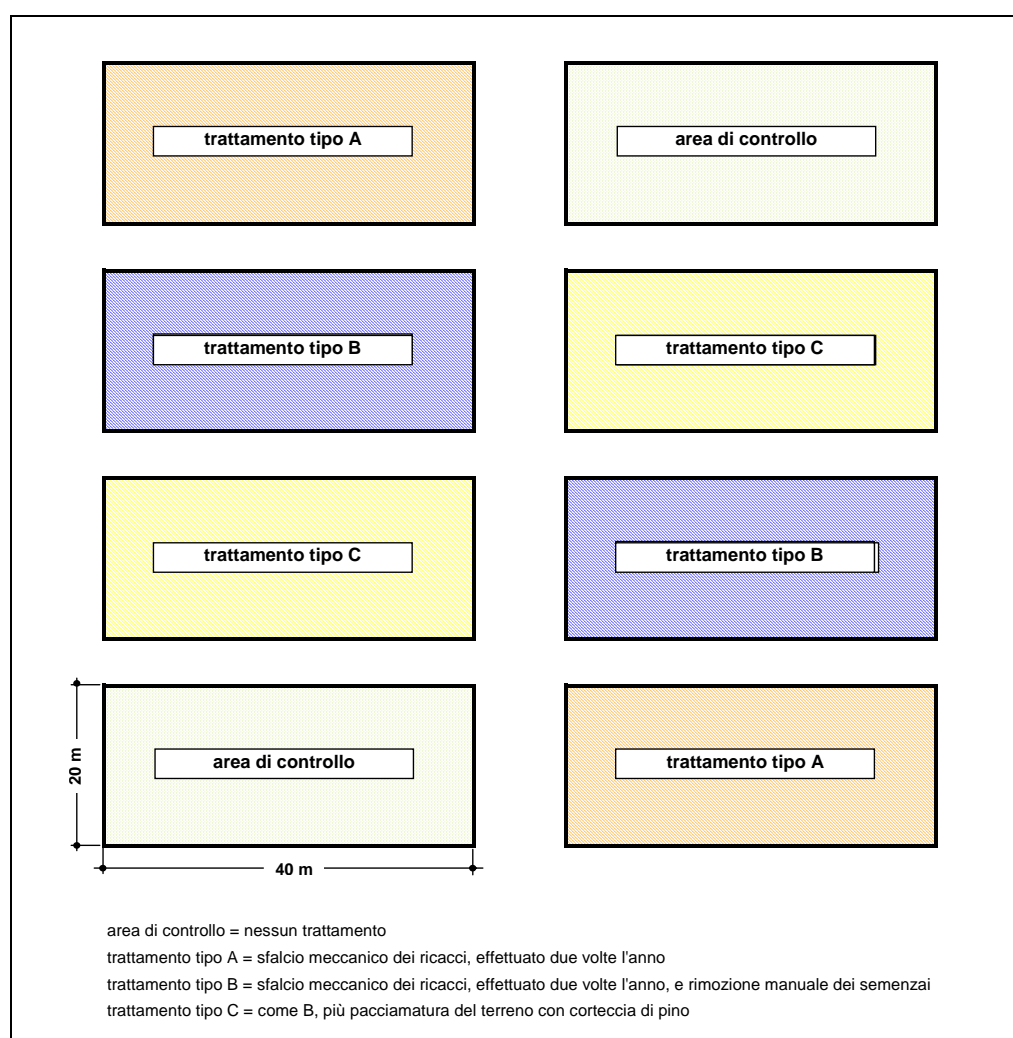 trattamento tipo A
area di controllo
trattamento tipo B
trattamento tipo C
trattamento tipo C
trattamento tipo B
area di controllo
trattamento tipo A
20 m
40 m
area di controllo = nessun trattamento
trattamento tipo A = sfalcio meccanico dei ricacci, effettuato due volte l'anno
trattamento tipo B = sfalcio meccanico dei ricacci, effettuato due volte l'anno, e rimozione manuale dei semenzai
trattamento tipo C = come B, più pacciamatura del terreno con corteccia di pino